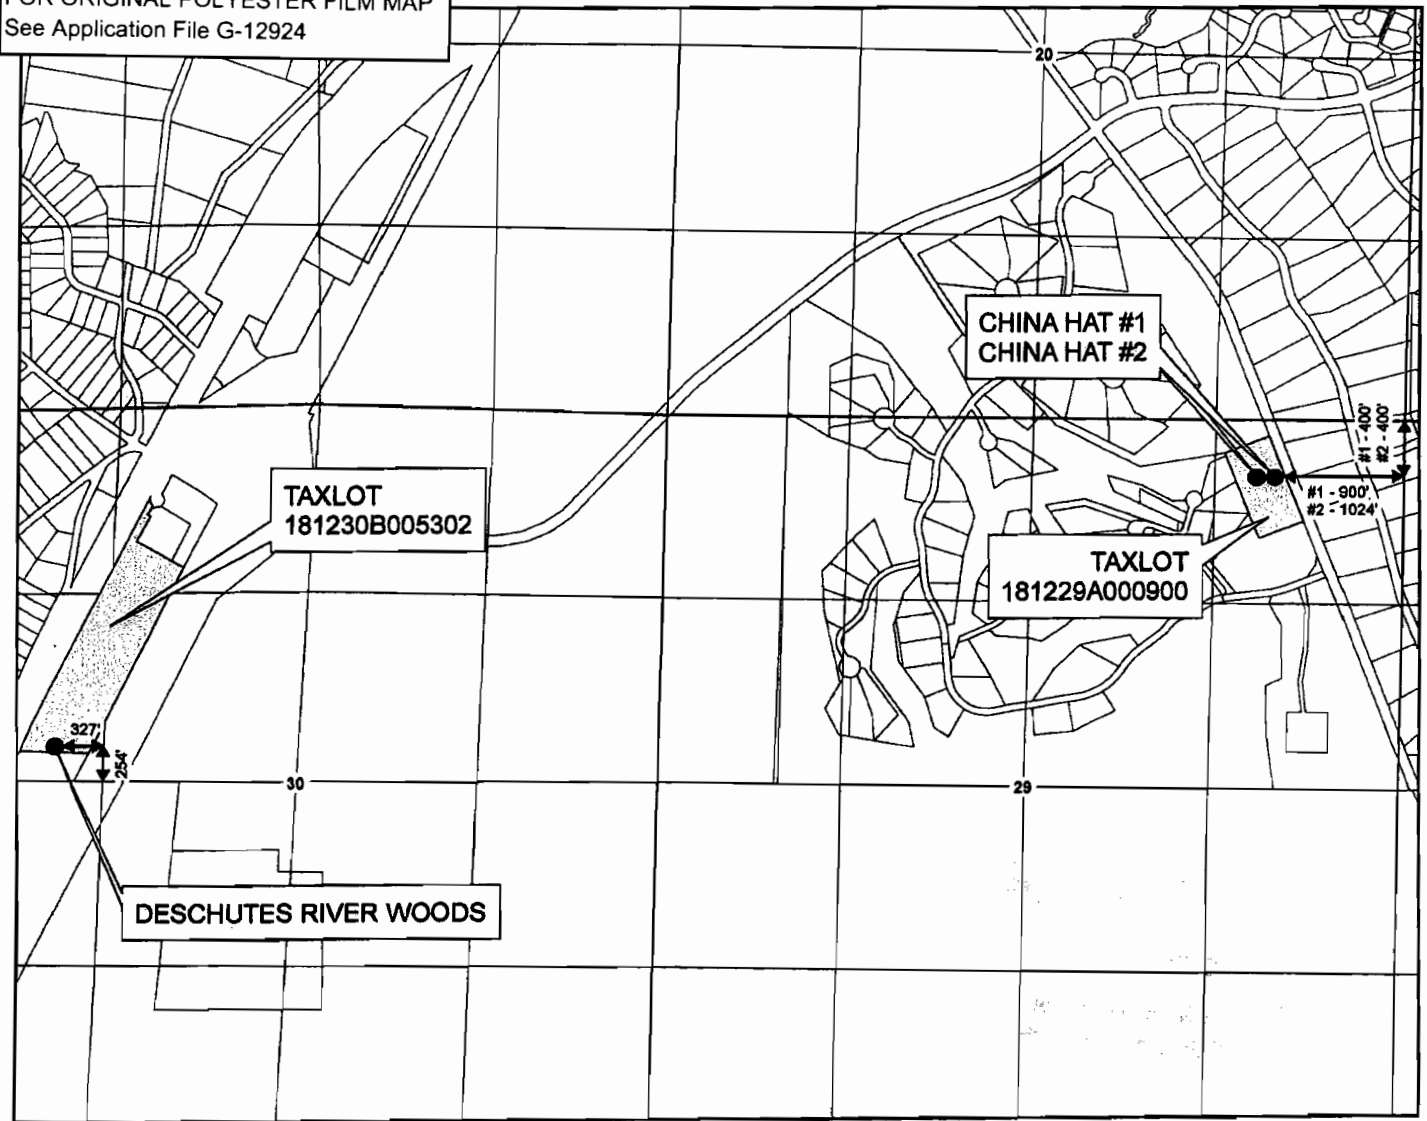 FOR ORIGINAL POLYESTER FILM MAP
See Application File G-12924
20
CHINA HAT #1
CHINA HAT #2
#1 - 400'
#2 - 400'
#1 - 900'
#2 - 1024'
TAXLOT
181230B005302
TAXLOT
181229A000900
327'
254'
30
29
DESCHUTES RIVER WOODS